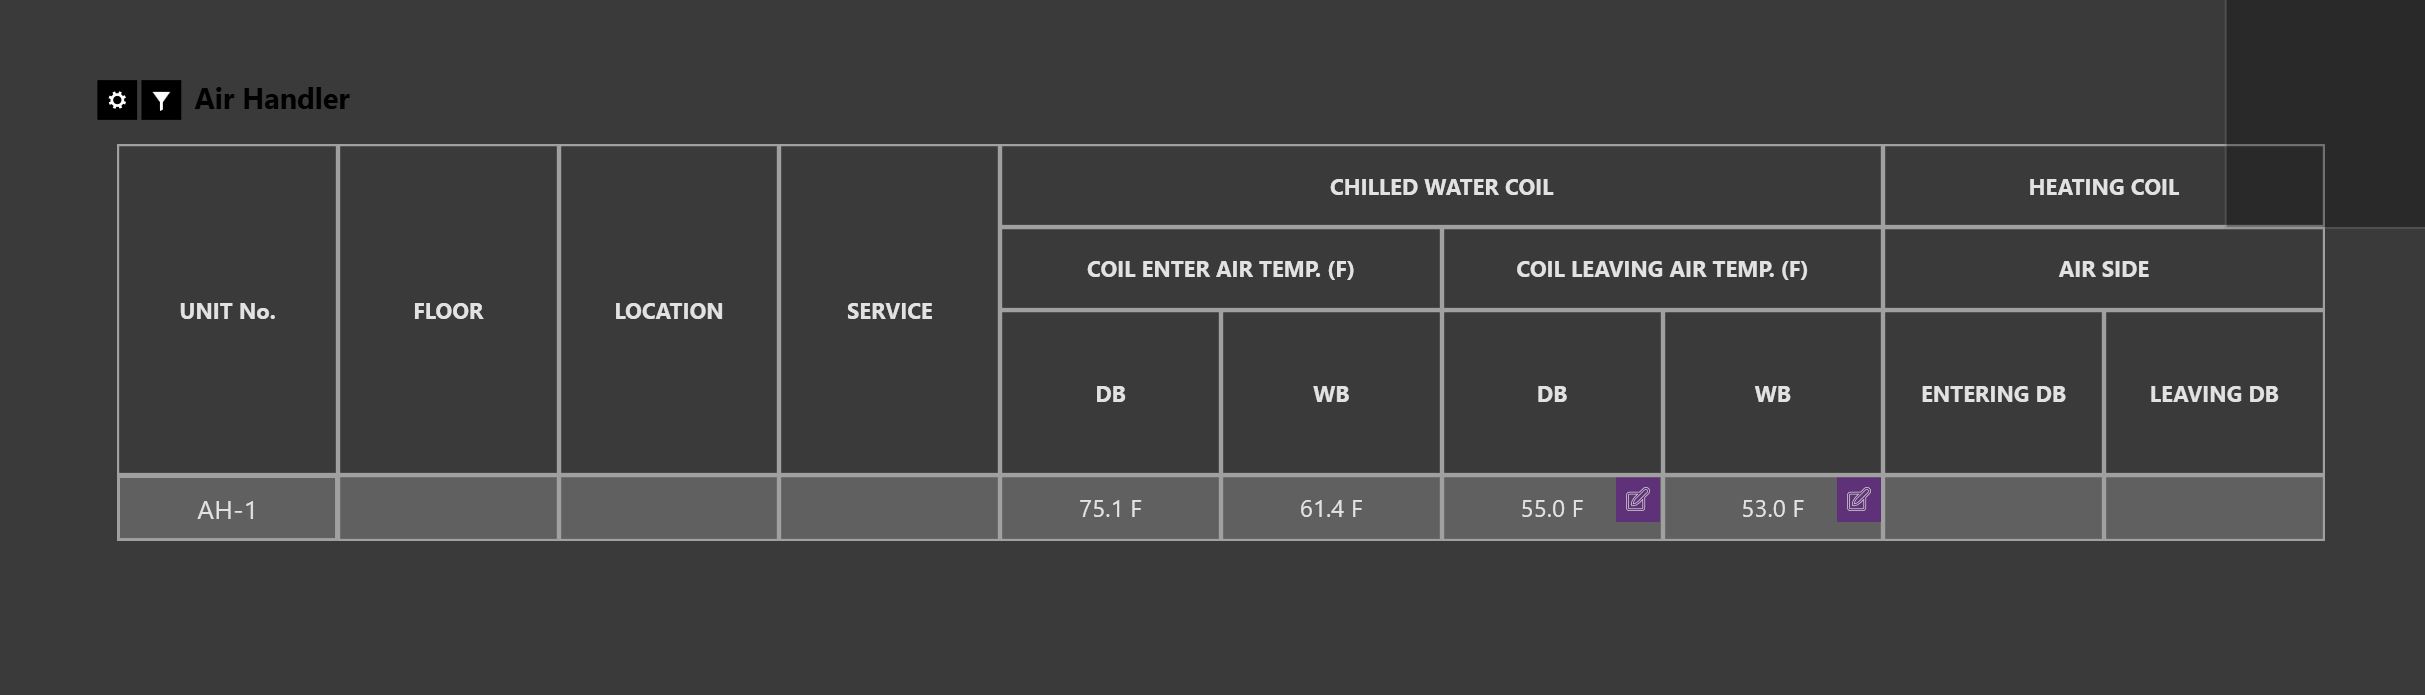 Air Handler
CHILLED WATER COIL
HEATING COIL
COIL ENTER AIR TEMP. (F)
COIL LEAVING AIR TEMP. (F)
AIR SIDE
UNIT No.
FLOOR
LOCATION
SERVICE
DB
WB
DB
WB
ENTERING DB
LEAVING DB
AH-1
75.1 F
61.4 F
55.0 F
53.0 F